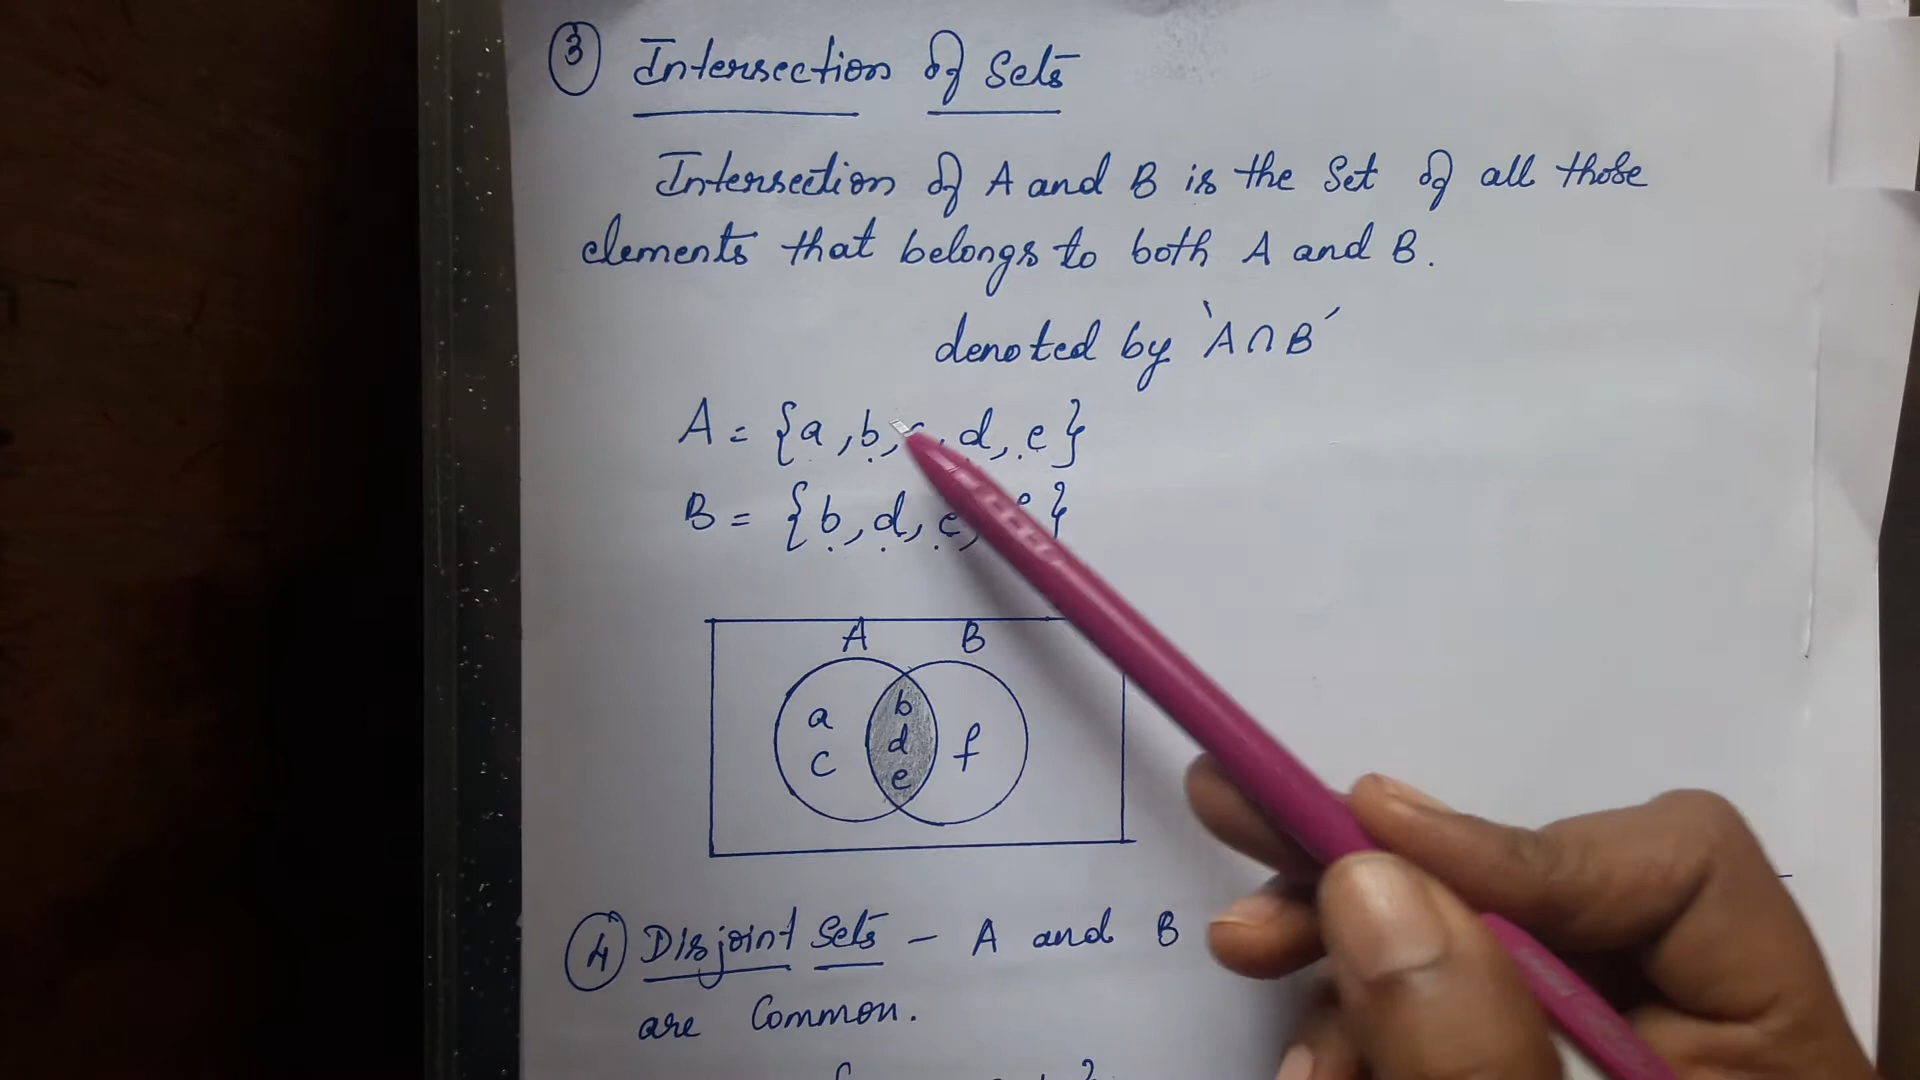 3 Intersection of Sets
Intersection of A and B is the Set of all those
elements that belongs to both A and B.
denoted by 'A∩B'
A = {a, b, c, d, e}
B = {b, d, e, }
A B
a b
d f
c e
4 Disjoint Sets - A and B
are Common.